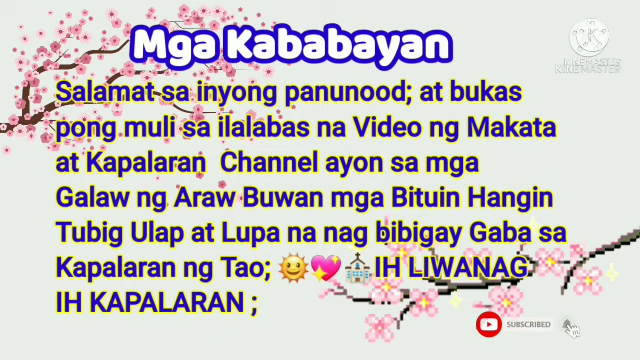 Mga Kababayan
KINEMASTER
KINEMASTER
Salamat sa inyong panunood; at bukas
pong muli sa ilalabas na Video ng Makata
at Kapalaran Channel ayon sa mga
Galaw ng Araw Buwan mga Bituin Hangin
Tubig Ulap at Lupa na nag bibigay Gaba sa
Kapalaran ng Tao; 🌞💖⛪IH LIWANAG
IH KAPALARAN ;
SUBSCRIBED